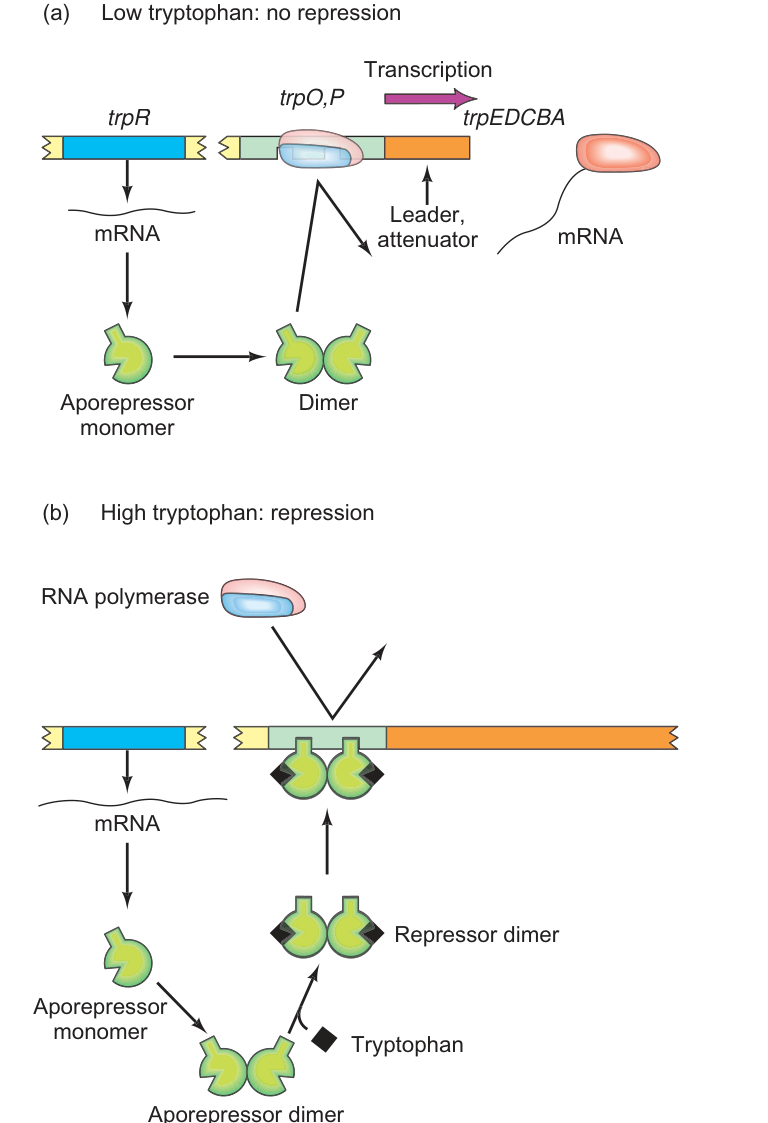 (a) Low tryptophan: no repression
Transcription
trpO,P
trpR
trpEDCBA
Leader,
attenuator
mRNA
mRNA
Aporepressor
monomer
Dimer
(b) High tryptophan: repression
RNA polymerase
mRNA
Repressor dimer
Aporepressor
monomer
Tryptophan
Aporepressor dimer